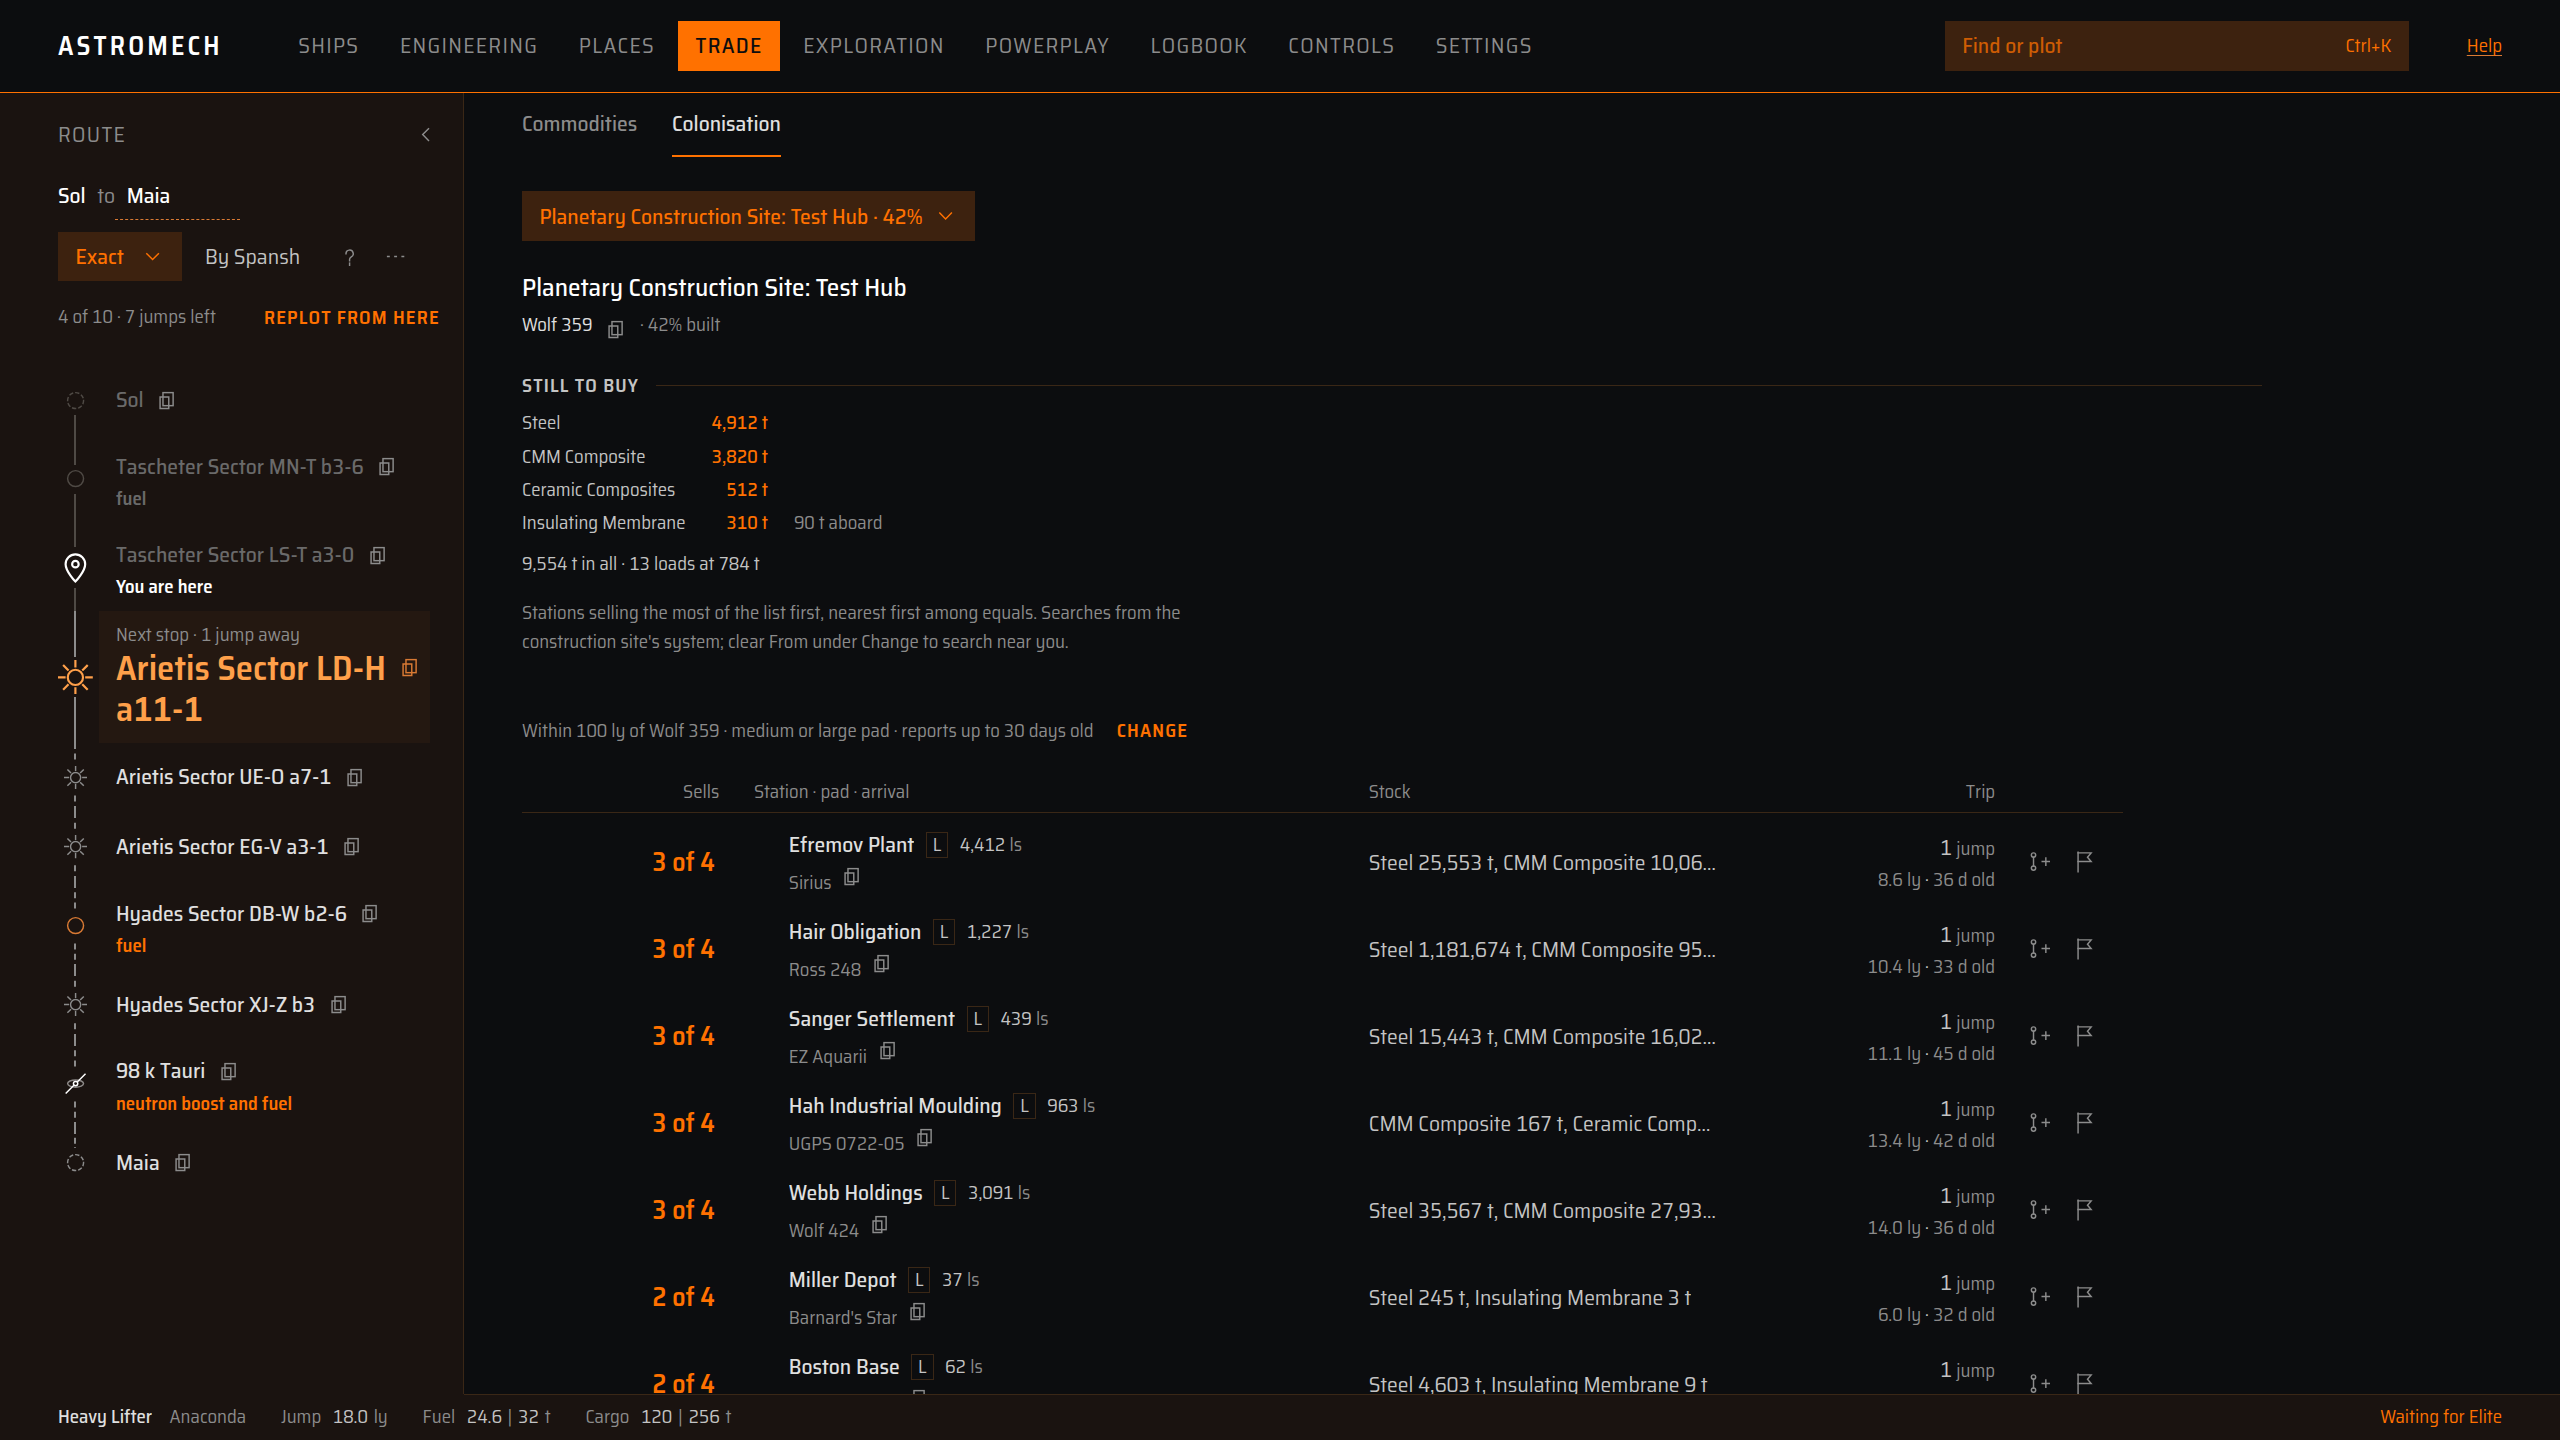 ASTROMECH SHIPS ENGINEERING PLACES TRADE EXPLORATION POWERPLAY LOGBOOK CONTROLS SETTINGS Find or plot Ctrl+K Help
ROUTE
Sol to Maia
Exact By Spansh ? ...
4 of 10 · 7 jumps left REPLOT FROM HERE
Sol
Tascheter Sector MN-T b3-6
fuel
Tascheter Sector LS-T a3-0
You are here
Next stop · 1 jump away
Arietis Sector LD-H
a11-1
Arietis Sector UE-O a7-1
Arietis Sector EG-V a3-1
Hyades Sector DB-W b2-6
fuel
Hyades Sector XJ-Z b3
98 k Tauri
neutron boost and fuel
Maia
Commodities Colonisation
Planetary Construction Site: Test Hub · 42%
Planetary Construction Site: Test Hub
Wolf 359 · 42% built
STILL TO BUY
Steel 4,912 t
CMM Composite 3,820 t
Ceramic Composites 512 t
Insulating Membrane 310 t 90 t aboard
9,554 t in all · 13 loads at 784 t
Stations selling the most of the list first, nearest first among equals. Searches from the
construction site's system; clear From under Change to search near you.
Within 100 ly of Wolf 359 · medium or large pad · reports up to 30 days old CHANGE
Sells Station · pad · arrival Stock Trip
3 of 4 Efremov Plant L 4,412 ls Steel 25,553 t, CMM Composite 10,06... 1 jump
Sirius 8.6 ly · 36 d old
3 of 4 Hair Obligation L 1,227 ls Steel 1,181,674 t, CMM Composite 95... 1 jump
Ross 248 10.4 ly · 33 d old
3 of 4 Sanger Settlement L 439 ls Steel 15,443 t, CMM Composite 16,02... 1 jump
EZ Aquarii 11.1 ly · 45 d old
3 of 4 Hah Industrial Moulding L 963 ls CMM Composite 167 t, Ceramic Comp... 1 jump
UGPS 0722-05 13.4 ly · 42 d old
3 of 4 Webb Holdings L 3,091 ls Steel 35,567 t, CMM Composite 27,93... 1 jump
Wolf 424 14.0 ly · 36 d old
2 of 4 Miller Depot L 37 ls Steel 245 t, Insulating Membrane 3 t 1 jump
Barnard's Star 6.0 ly · 32 d old
2 of 4 Boston Base L 62 ls Steel 4,603 t, Insulating Membrane 9 t 1 jump
Heavy Lifter Anaconda Jump 18.0 ly Fuel 24.6 | 32 t Cargo 120 | 256 t Waiting for Elite